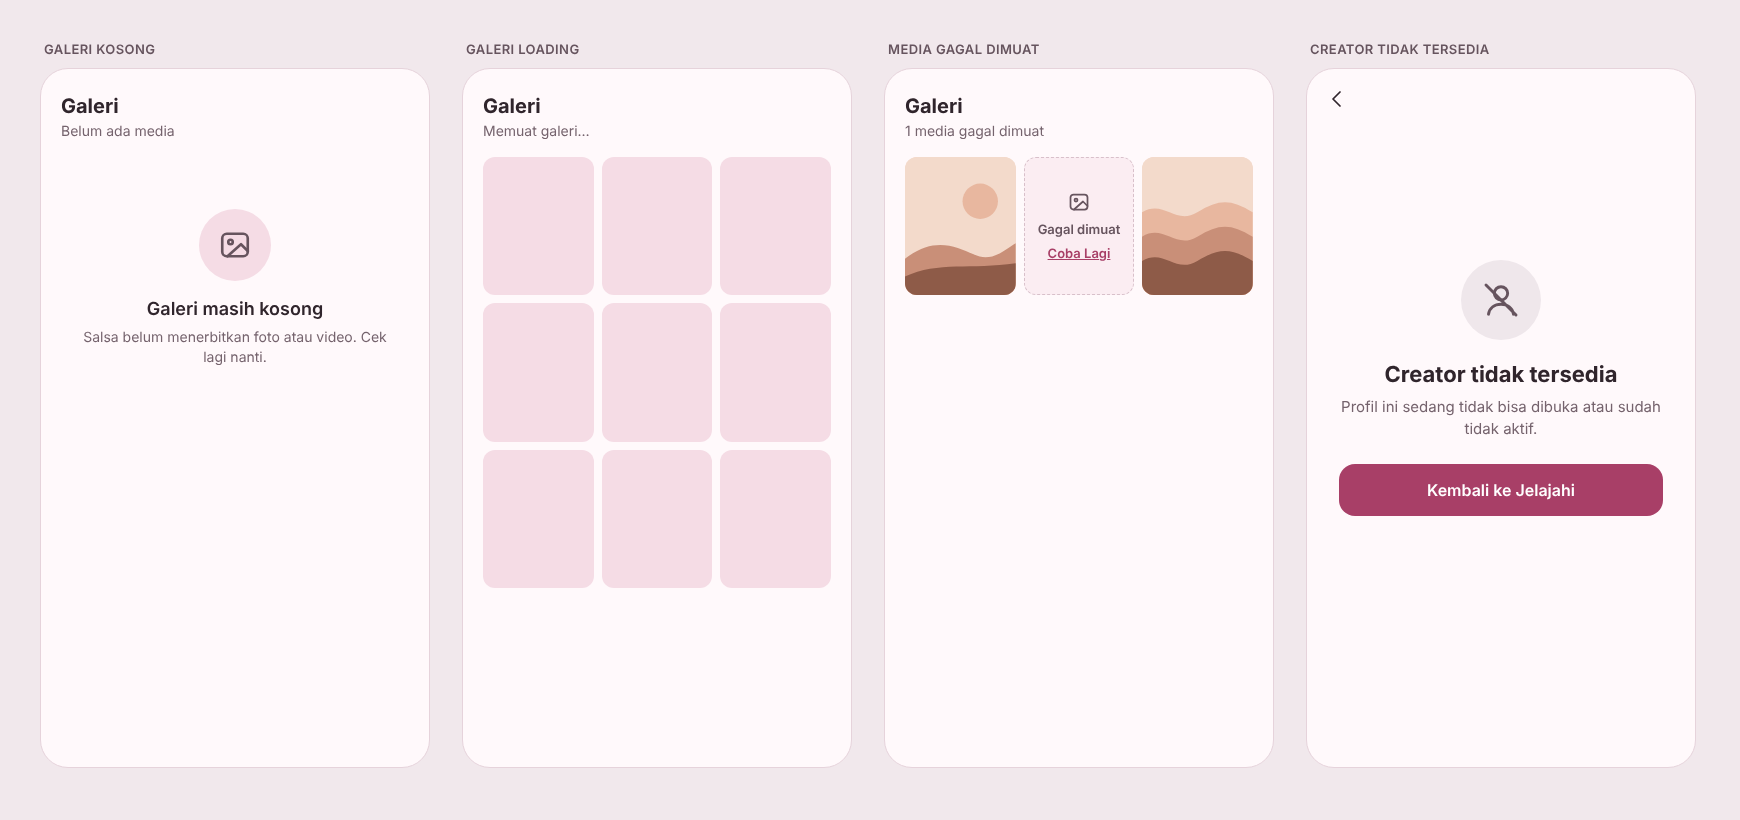 GALERI KOSONG
Galeri
Belum ada media
Galeri masih kosong
Salsa belum menerbitkan foto atau video. Cek
lagi nanti.
GALERI LOADING
Galeri
Memuat galeri...
MEDIA GAGAL DIMUAT
Galeri
1 media gagal dimuat
Gagal dimuat
Coba Lagi
CREATOR TIDAK TERSEDIA
Creator tidak tersedia
Profil ini sedang tidak bisa dibuka atau sudah
tidak aktif.
Kembali ke Jelajahi